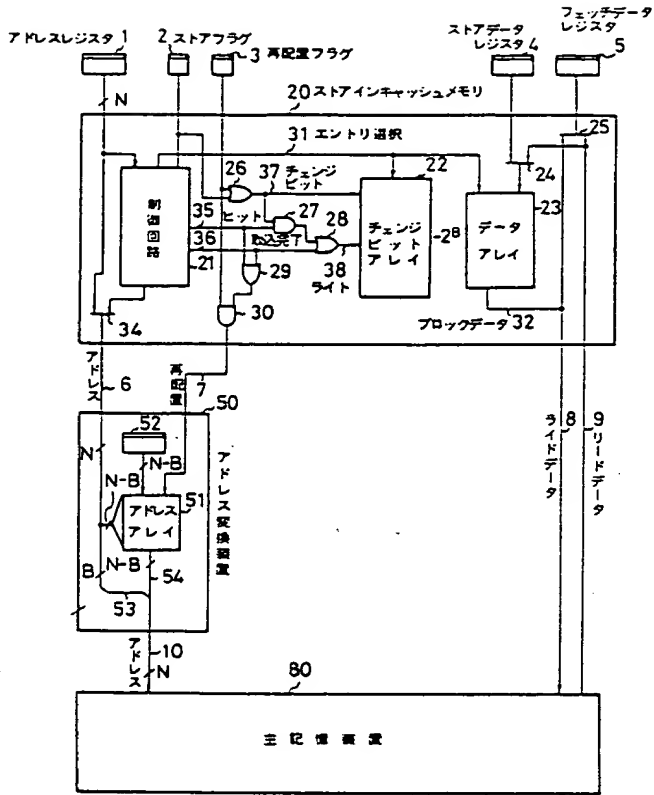 アドレスレジスタ 1
2 ストアフラグ
3 再配置フラグ
ストアデータ
レジスタ 4
フェッチデータ
レジスタ
5
N
20 ストアインキャッシュメモリ
31 エントリ選択
25
26
37 チェンジ
ビット
22
24
23
制御回路
21
35
ヒット
27
36
取込完了
28
チェンジ
ビット
アレイ
28
データ
アレイ
38
ライト
29
30
34
ブロックデータ 32
アドレス
6
再配置
7
50
52
N
N-B
N-B
アドレス
アレイ
51
アドレス変換装置
B
N-B
54
53
ライトデータ
8
9
リードデータ
アドレス
10
N
80
主記憶装置